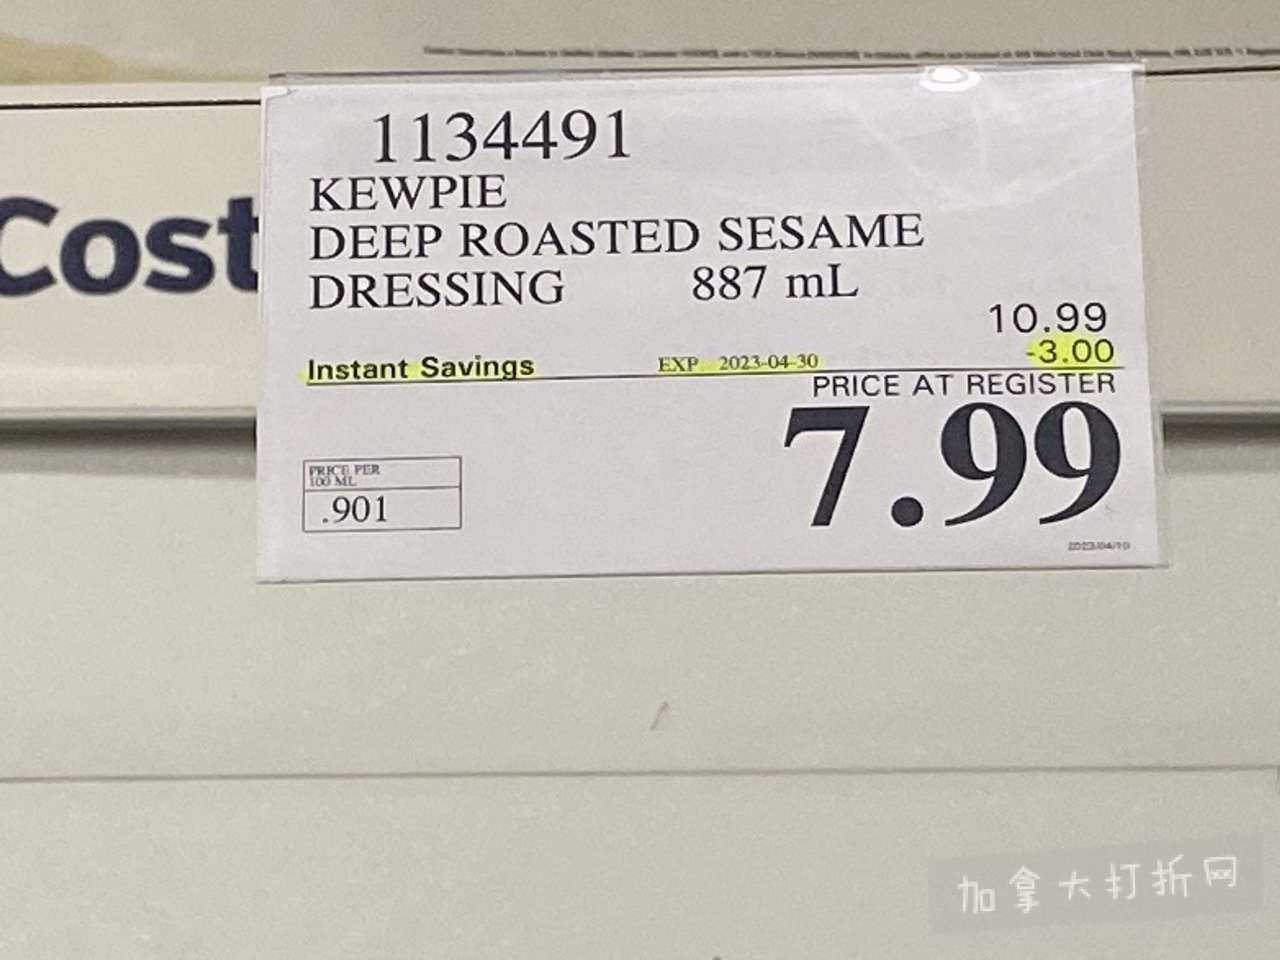 Cost
1134491
KEWPIE
DEEP ROASTED SESAME
DRESSING 887 mL
10.99
Instant Savings EXP 2023-04-30 -3.00
PRICE AT REGISTER
7.99
PRICE PER
100 ML
.901
2023/04/10
加拿大打折网